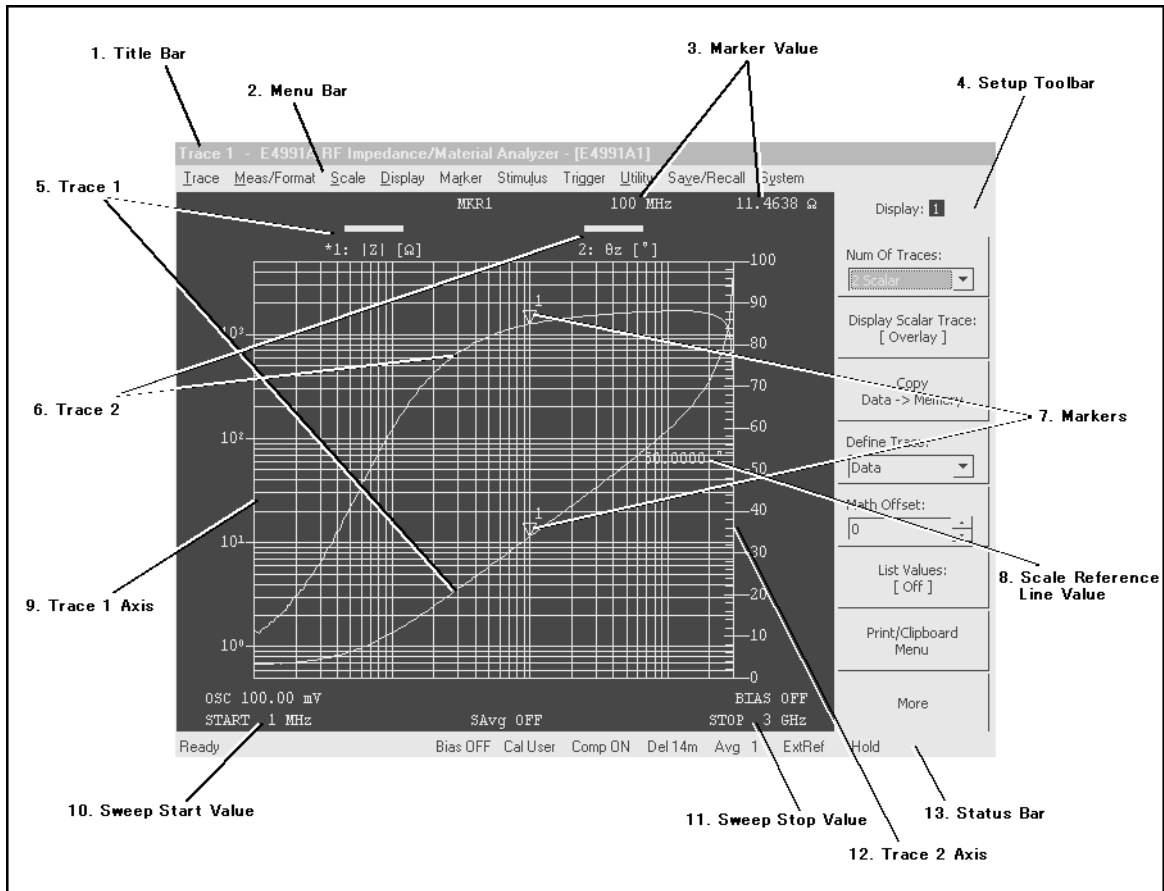 1. Title Bar
3. Marker Value
2. Menu Bar
4. Setup Toolbar
Trace 1 - E4991A RF Impedance/Material Analyzer - [E4991A1]
5. Trace 1
Trace Meas/Format Scale Display Marker Stimulus Trigger Utility Save/Recall System
MKR1 100 MHz 11.4638 Ω
Display: 1
*1: |Z| [Ω] 2: θz [°]
Num Of Traces:
2 Scalar
100
90
80
70
60
50
40
30
20
10
0
10³
10²
10¹
10⁰
1
1
50.0000 °
Display Scalar Trace:
[ Overlay ]
Copy
Data -> Memory
6. Trace 2
7. Markers
Define Trace:
Data
Math Offset:
0
List Values:
[ Off ]
8. Scale Reference
Line Value
9. Trace 1 Axis
Print/Clipboard
Menu
More
OSC 100.00 mV BIAS OFF
START 1 MHz SAvg OFF STOP 3 GHz
Ready Bias OFF Cal User Comp ON Del 14m Avg 1 ExtRef Hold
10. Sweep Start Value
11. Sweep Stop Value
13. Status Bar
12. Trace 2 Axis